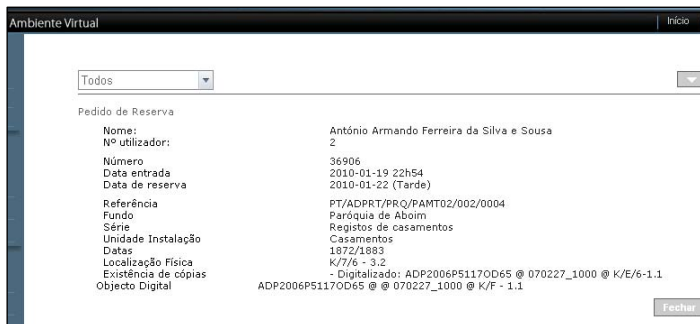 Ambiente Virtual
Início
Todos
Pedido de Reserva
Nome: António Armando Ferreira da Silva e Sousa
Nº utilizador: 2
Número 36906
Data entrada 2010-01-19 22h54
Data de reserva 2010-01-22 (Tarde)
Referência PT/ADPRT/PRQ/PAMT02/002/0004
Fundo Paróquia de Aboim
Série Registos de casamentos
Unidade Instalação Casamentos
Datas 1872/1883
Localização Física K/7/6 - 3.2
Existência de cópias - Digitalizado: ADP2006P5117OD65 @ 070227_1000 @ K/E/6-1.1
Objecto Digital ADP2006P5117OD65 @ @ 070227_1000 @ K/F - 1.1
Fechar